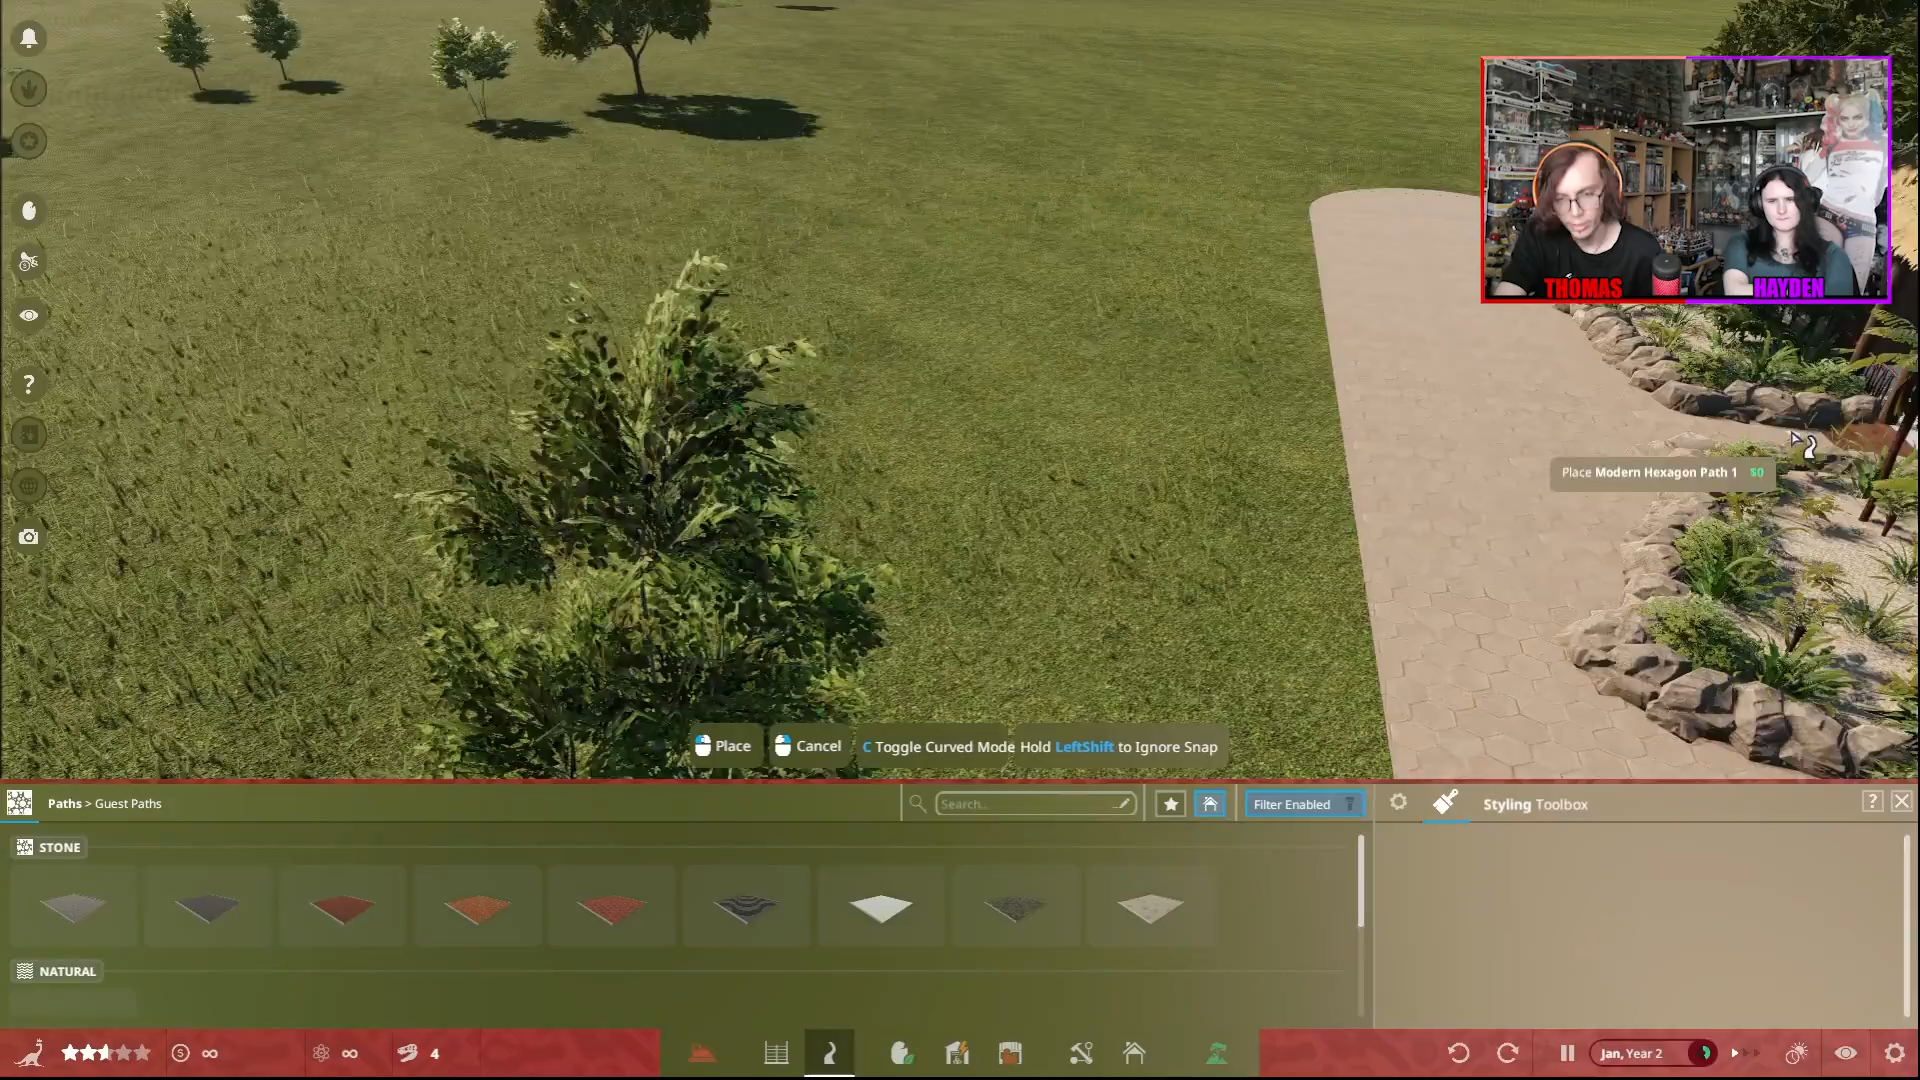 THOMAS
HAYDEN
?
Place Modern Hexagon Path 1 $0
Place
Cancel
C Toggle Curved Mode Hold LeftShift to Ignore Snap
Paths > Guest Paths
Search...
Filter Enabled
Styling Toolbox
?
STONE
NATURAL
∞
∞
4
Jan, Year 2